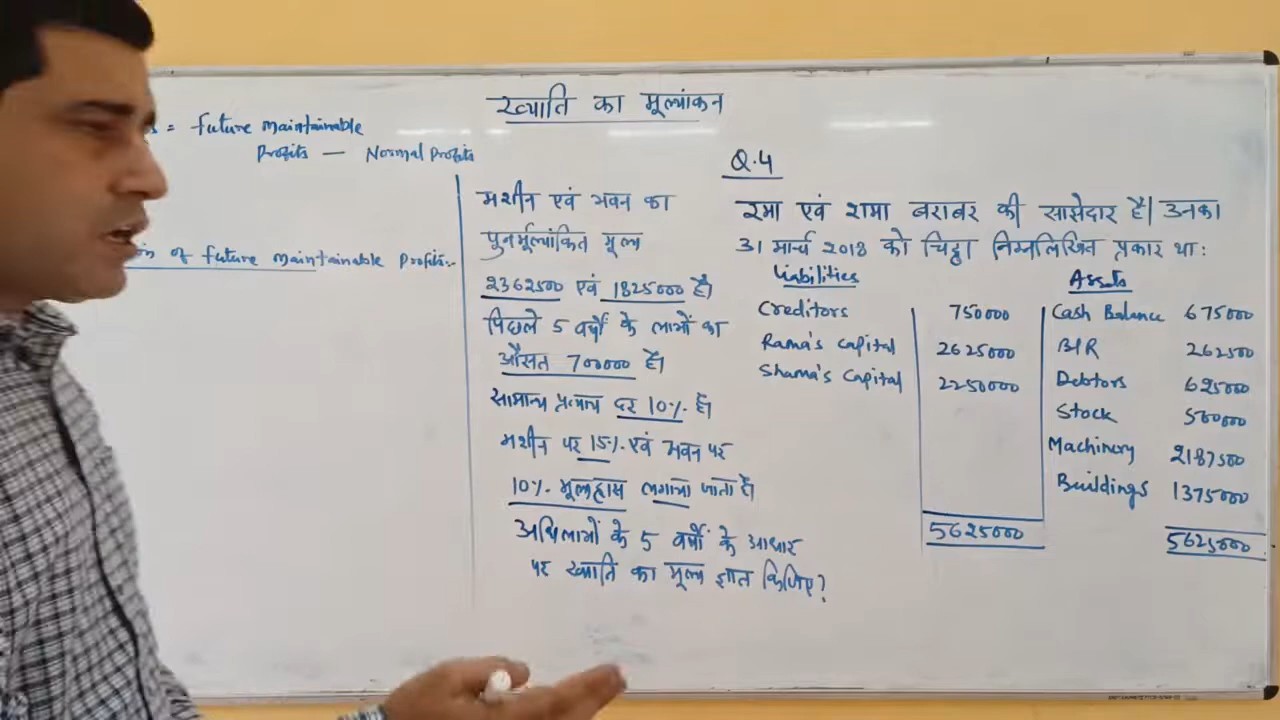 ख्याति का मूल्यांकन
= Future maintainable
Profits — Normal Profits
of future maintainable Profits:-
मशीन एवं भवन का
पुनर्मूल्यांकित मूल्य
2362500 एवं 1825000 है।
पिछले 5 वर्षों के लाभों का
औसत 700000 है।
सामान्य प्रत्याय दर 10% है।
मशीन पर 15% एवं भवन पर
10% मूल्यह्रास लगाया जाता है।
अधिलाभों के 5 वर्षों के आधार
पर ख्याति का मूल्य ज्ञात किजिए?
Q.4
रमा एवं शमा बराबर की साझेदार है। उनका
31 मार्च 2018 को चिट्ठा निम्नलिखित प्रकार था:
Liabilities Assets
Creditors 750000 Cash Balance 675000
Rama's Capital 2625000 B/R 262500
Shama's Capital 2250000 Debtors 625000
Stock 500000
Machinery 2187500
Buildings 1375000
5625000 5625000